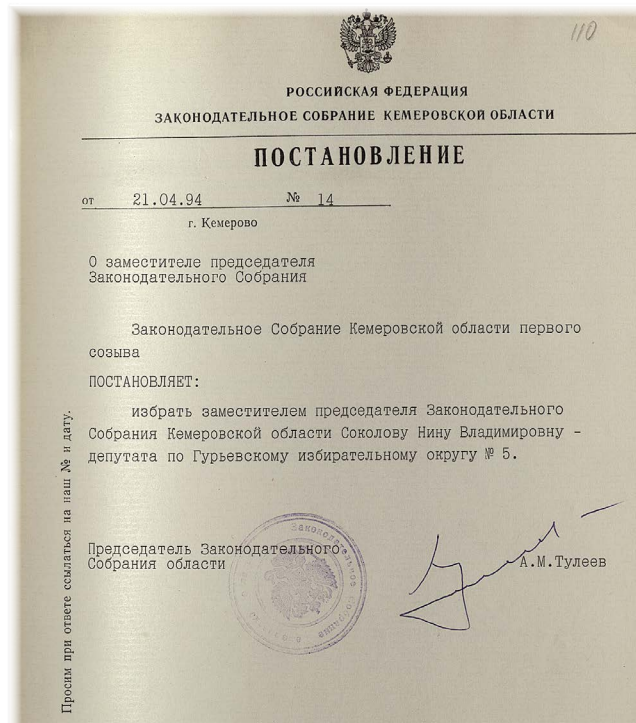 110
РОССИЙСКАЯ ФЕДЕРАЦИЯ
ЗАКОНОДАТЕЛЬНОЕ СОБРАНИЕ КЕМЕРОВСКОЙ ОБЛАСТИ
ПОСТАНОВЛЕНИЕ
от 21.04.94 № 14
г. Кемерово
О заместителе председателя
Законодательного Собрания
Законодательное Собрание Кемеровской области первого
созыва
ПОСТАНОВЛЯЕТ:
избрать заместителем председателя Законодательного
Собрания Кемеровской области Соколову Нину Владимировну -
депутата по Гурьевскому избирательному округу № 5.
Председатель Законодательного
Собрания области
А.М.Тулеев
Законодательное Собрание
Просим при ответе ссылаться на наш № и дату.